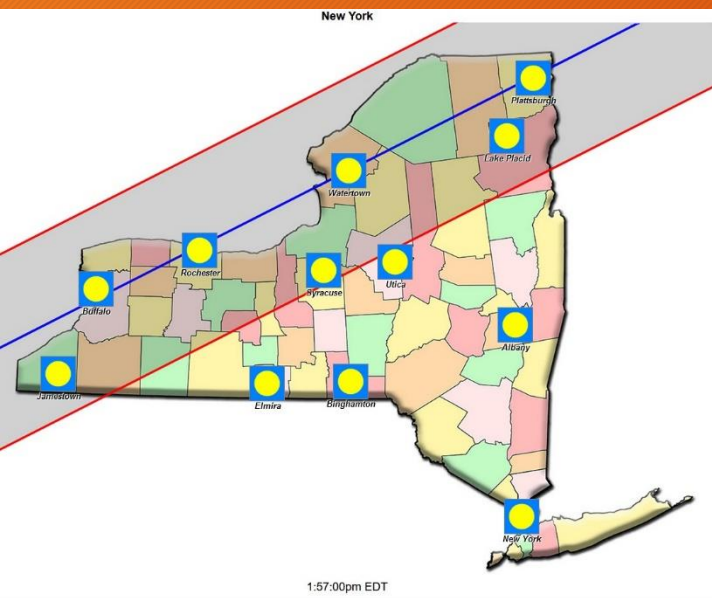 New York
Plattsburgh
Lake Placid
Watertown
Rochester
Utica
Syracuse
Buffalo
Albany
Jamestown
Elmira
Binghamton
New York
1:57:00pm EDT